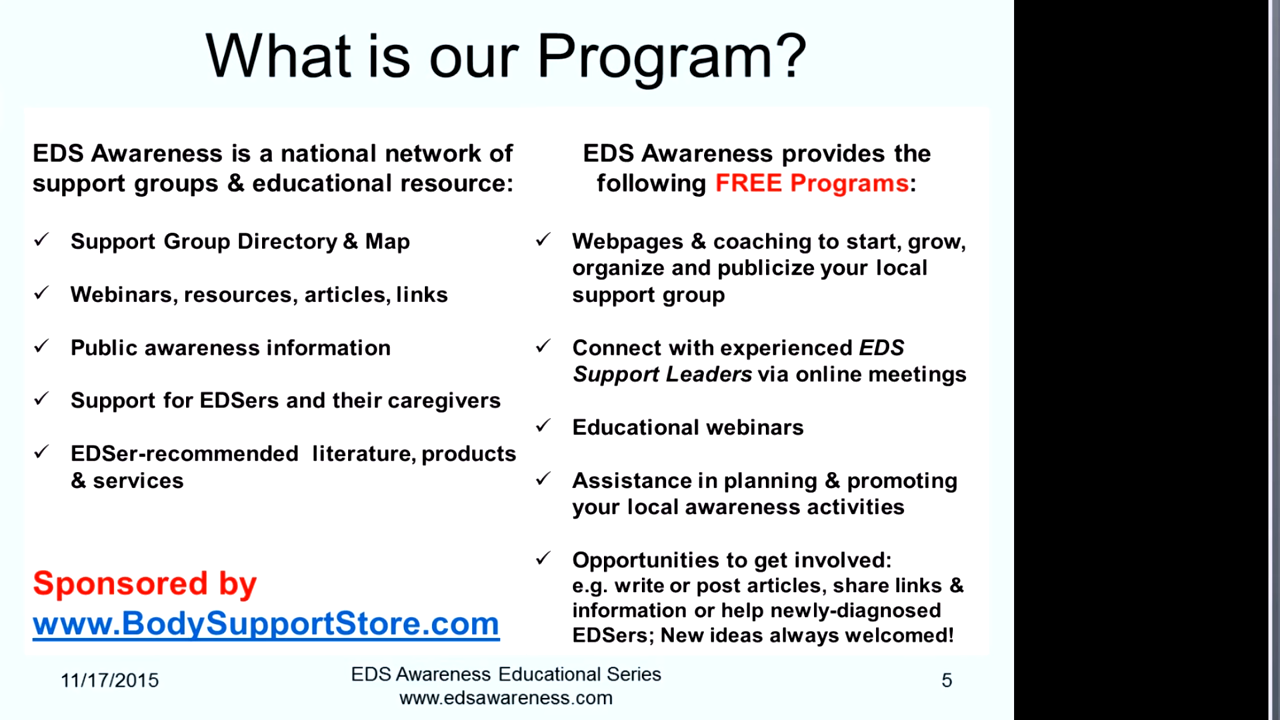 What is our Program?
EDS Awareness is a national network of
support groups & educational resource:
✓ Support Group Directory & Map
✓ Webinars, resources, articles, links
✓ Public awareness information
✓ Support for EDSers and their caregivers
✓ EDSer-recommended literature, products
& services
Sponsored by
www.BodySupportStore.com
EDS Awareness provides the
following FREE Programs:
✓ Webpages & coaching to start, grow,
organize and publicize your local
support group
✓ Connect with experienced EDS
Support Leaders via online meetings
✓ Educational webinars
✓ Assistance in planning & promoting
your local awareness activities
✓ Opportunities to get involved:
e.g. write or post articles, share links &
information or help newly-diagnosed
EDSers; New ideas always welcomed!
11/17/2015
EDS Awareness Educational Series
www.edsawareness.com
5